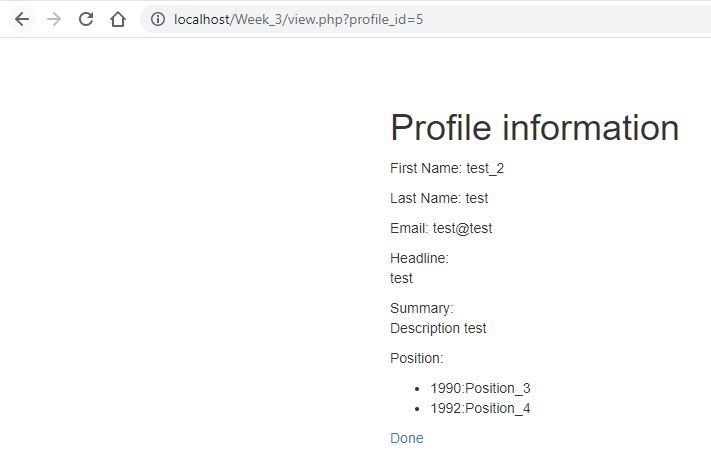 localhost/Week_3/view.php?profile_id=5
Profile information
First Name: test_2
Last Name: test
Email: test@test
Headline:
test
Summary:
Description test
Position:
1990:Position_3
1992:Position_4
Done